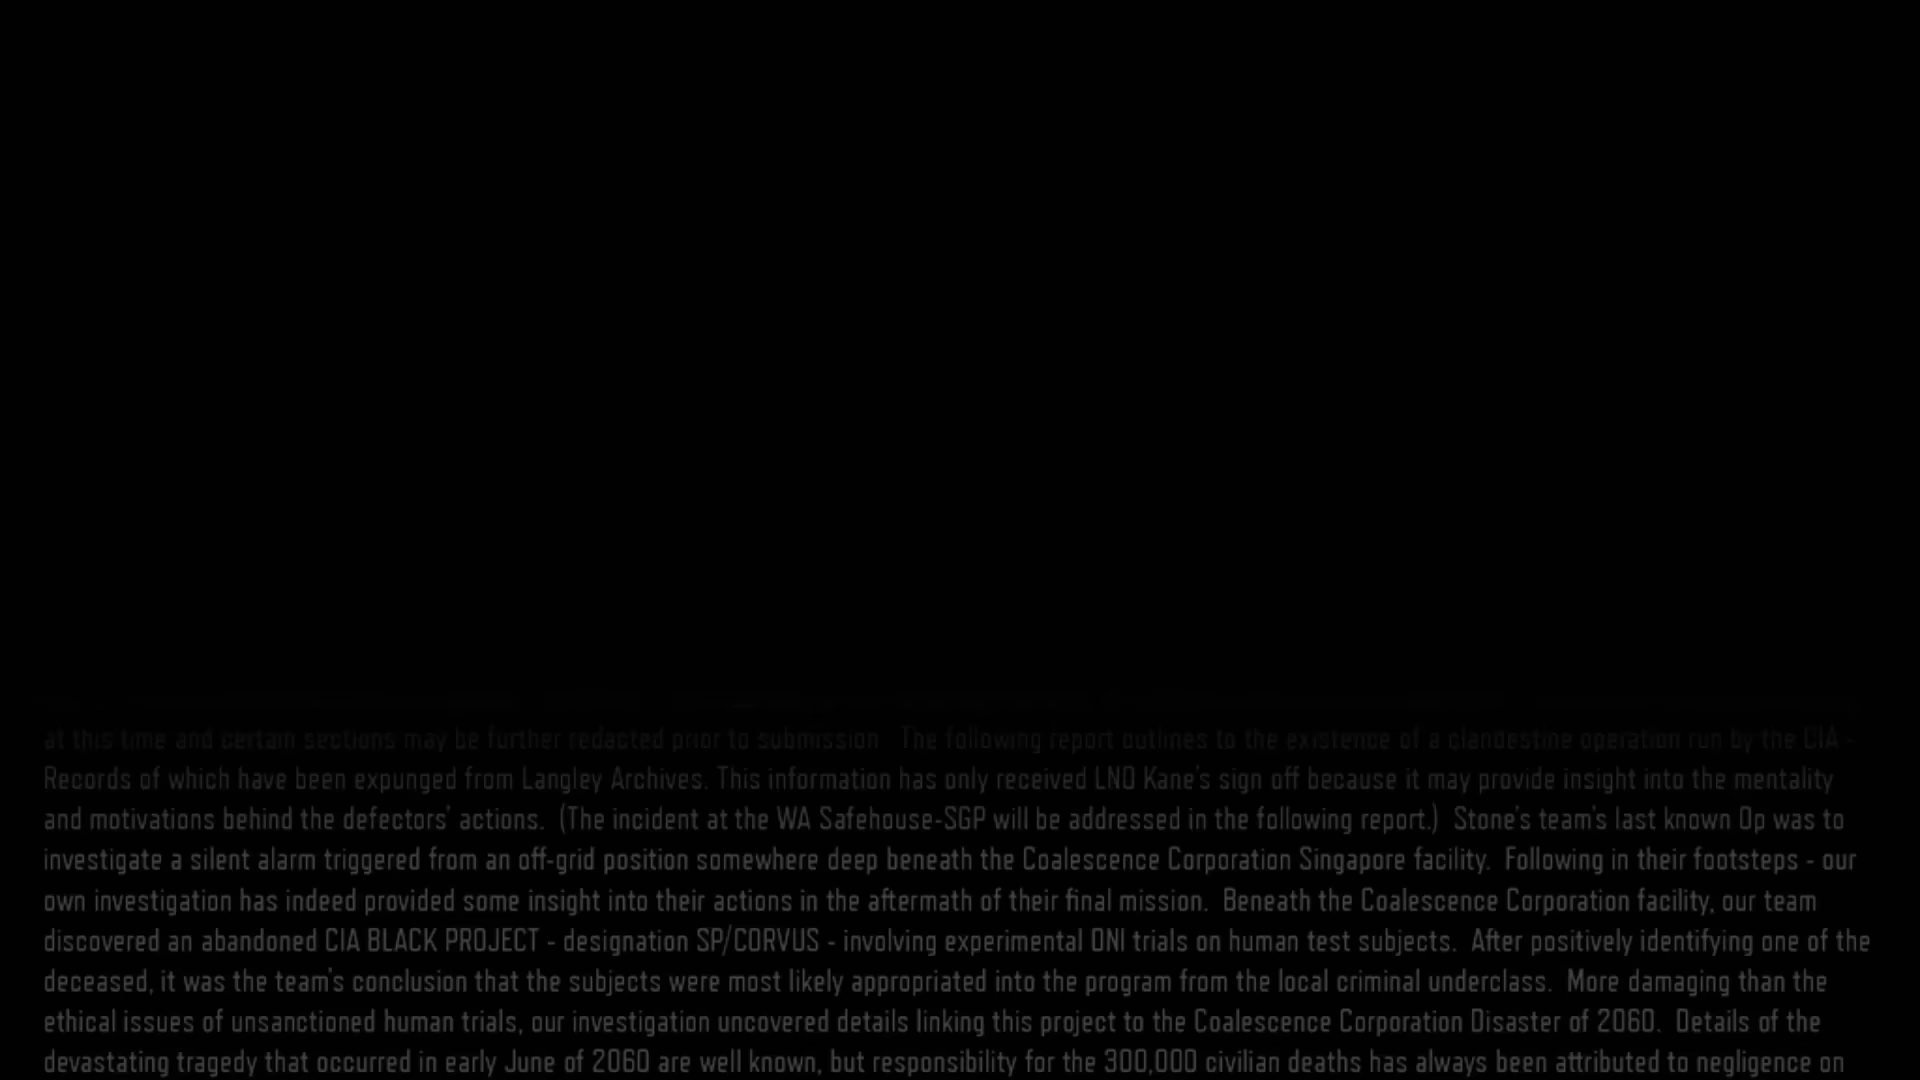 at this time and certain sections may be further redacted prior to submission   The following report outlines to the existence of a clandestine operation run by the CIA -
Records of which have been expunged from Langley Archives. This information has only received LNO Kane's sign off because it may provide insight into the mentality
and motivations behind the defectors' actions.  (The incident at the WA Safehouse-SGP will be addressed in the following report.)  Stone's team's last known Op was to
investigate a silent alarm triggered from an off-grid position somewhere deep beneath the Coalescence Corporation Singapore facility.  Following in their footsteps - our
own investigation has indeed provided some insight into their actions in the aftermath of their final mission.  Beneath the Coalescence Corporation facility, our team
discovered an abandoned CIA BLACK PROJECT - designation SP/CORVUS - involving experimental DNI trials on human test subjects.  After positively identifying one of the
deceased, it was the team's conclusion that the subjects were most likely appropriated into the program from the local criminal underclass.  More damaging than the
ethical issues of unsanctioned human trials, our investigation uncovered details linking this project to the Coalescence Corporation Disaster of 2060.  Details of the
devastating tragedy that occurred in early June of 2060 are well known, but responsibility for the 300,000 civilian deaths has always been attributed to negligence on